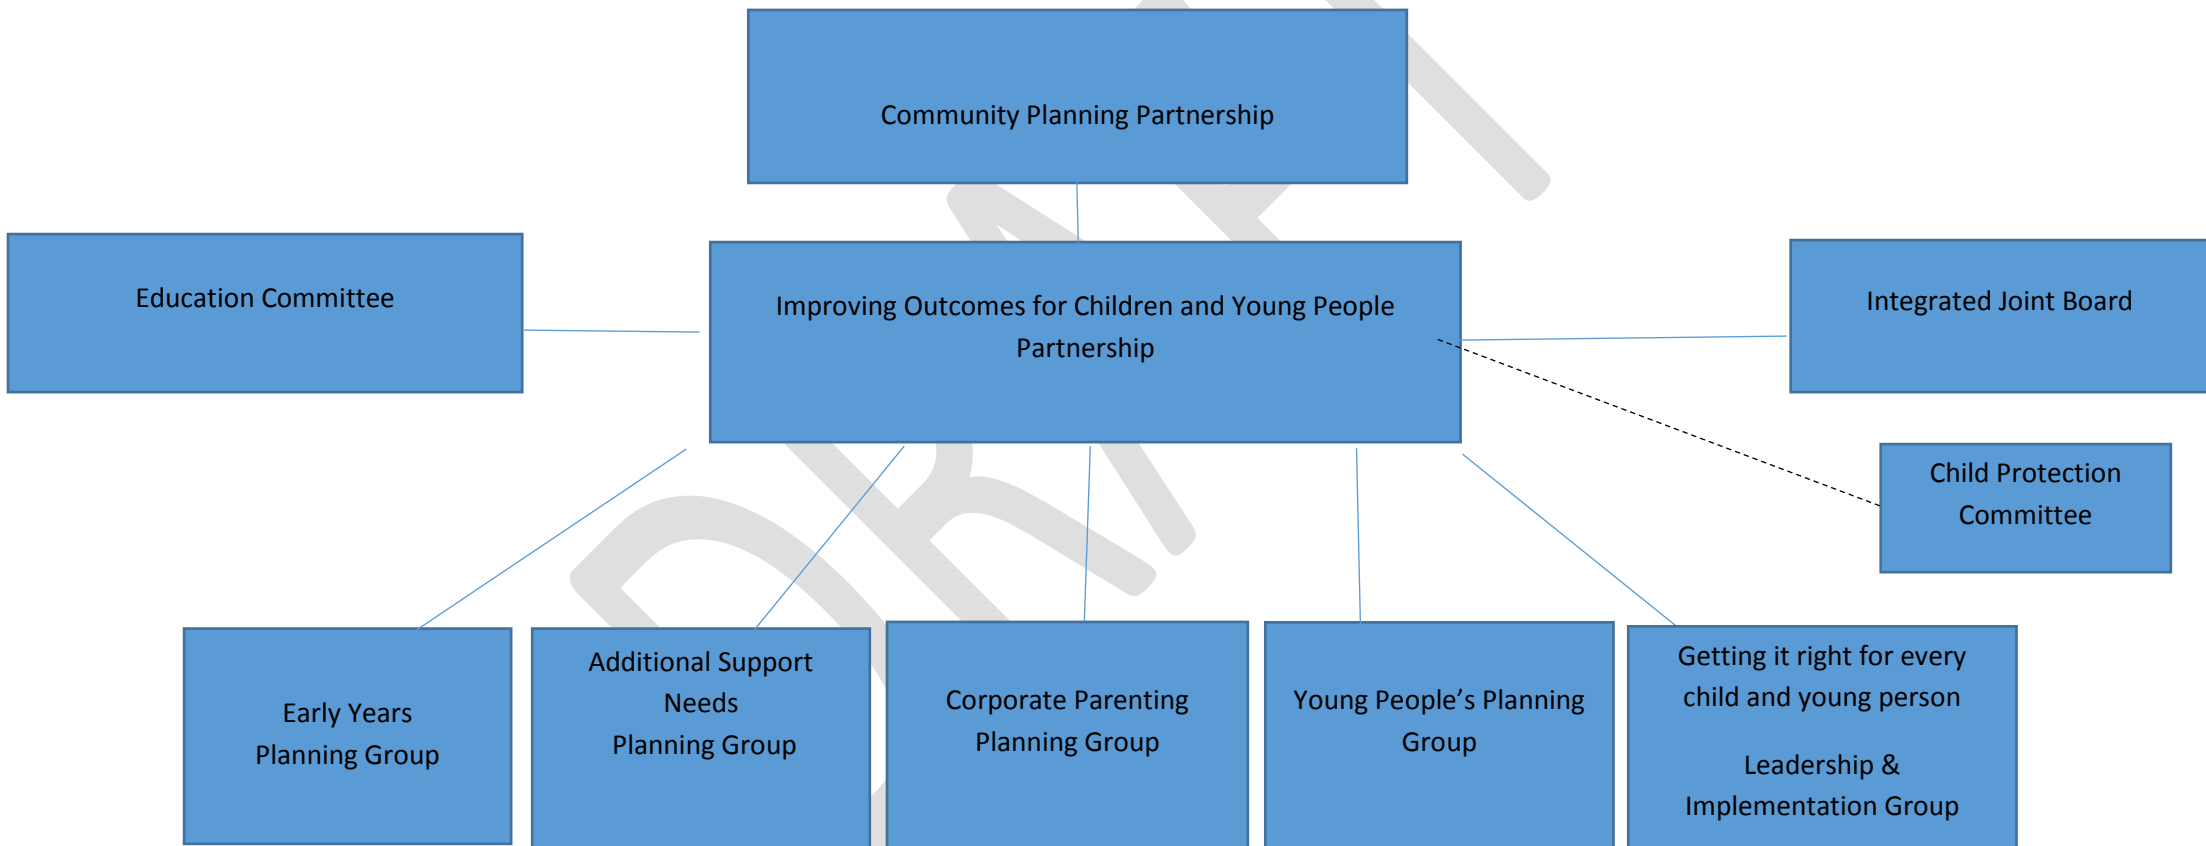 Community Planning Partnership
Education Committee
Improving Outcomes for Children and Young People
Partnership
Integrated Joint Board
Child Protection
Committee
Early Years
Planning Group
Additional Support
Needs
Planning Group
Corporate Parenting
Planning Group
Young People’s Planning
Group
Getting it right for every
child and young person
Leadership &
Implementation Group
DRAFT